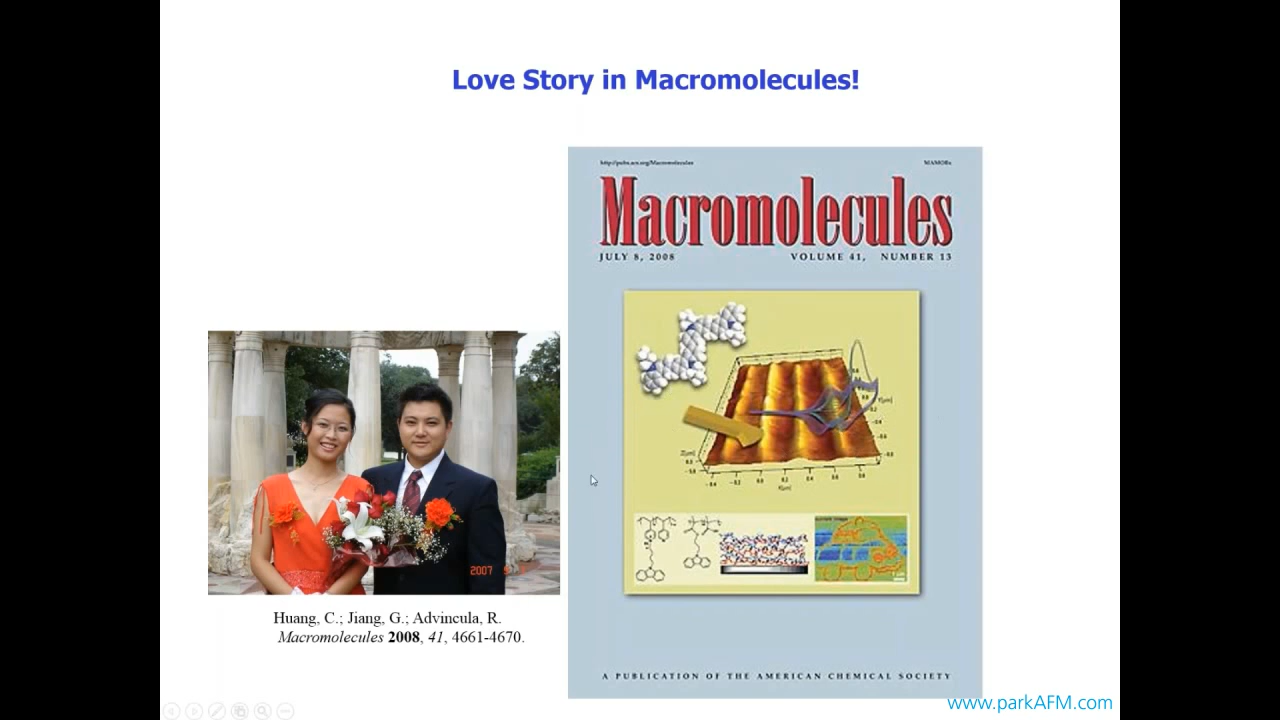 Love Story in Macromolecules!
http://pubs.acs.org/Macromolecules
Macromolecules
JULY 8, 2008
VOLUME 41, NUMBER 13
2007
Huang, C.; Jiang, G.; Advincula, R.
Macromolecules 2008, 41, 4661-4670.
A PUBLICATION OF THE AMERICAN CHEMICAL SOCIETY
www.parkAFM.com